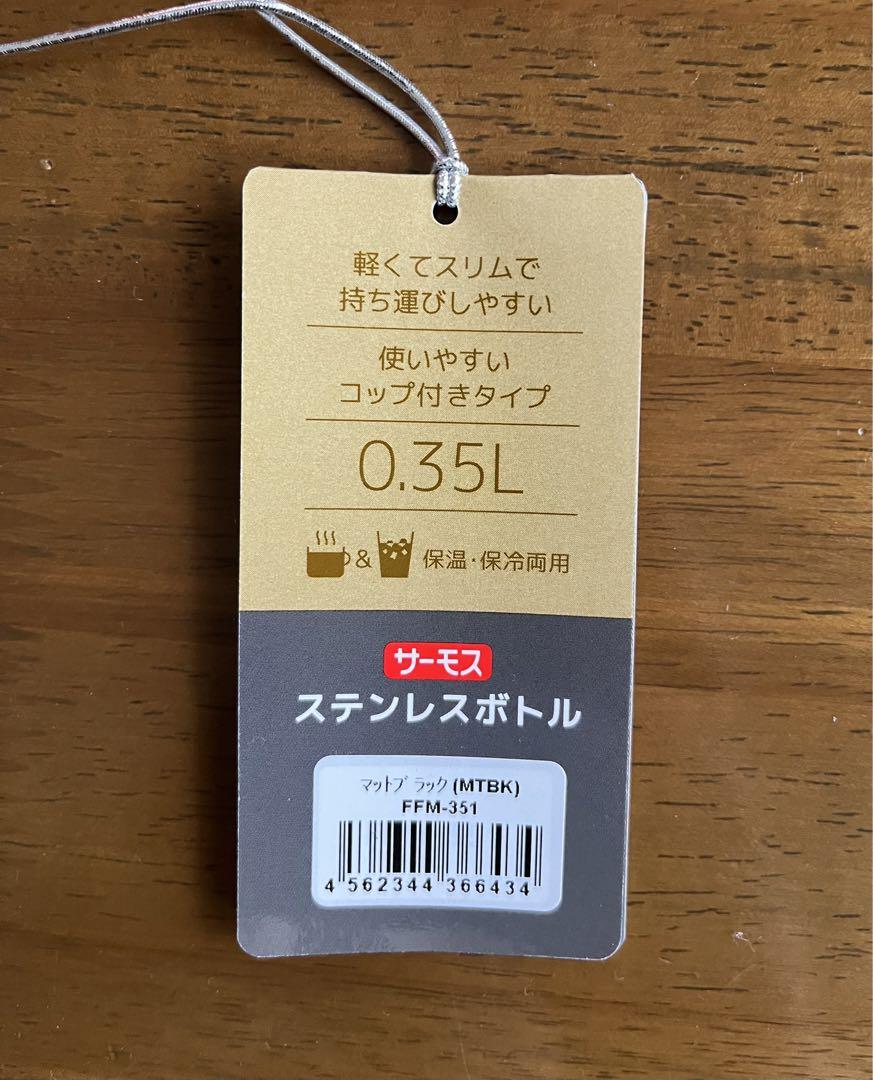 軽くてスリムで
持ち運びしやすい
使いやすい
コップ付きタイプ
0.35L
& 保温・保冷両用
サーモス
ステンレスボトル
マットブラック(MTBK)
FFM-351
4 562344 366434